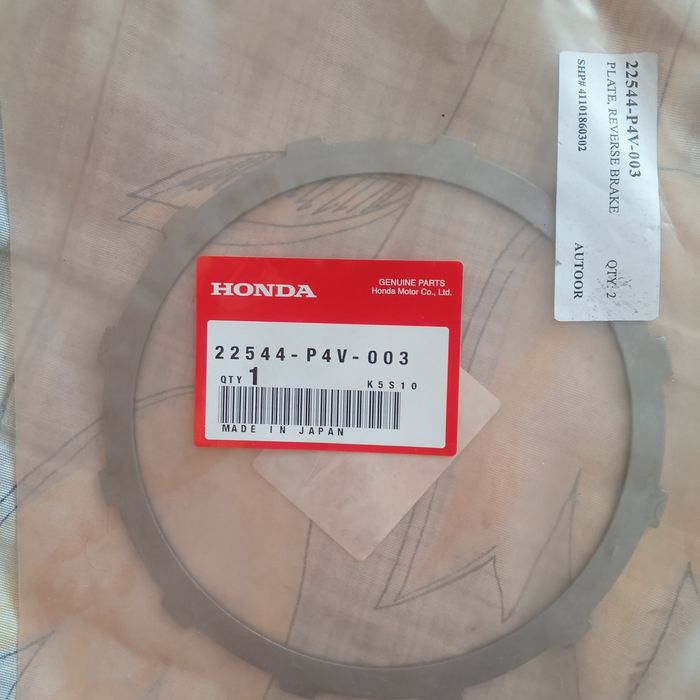 HONDA
GENUINE PARTS
Honda Motor Co., Ltd.
22544-P4V-003
QTY 1
K5S10
MADE IN JAPAN
22544-P4V-003
PLATE, REVERSE BRAKE QTY: 2
SHP# 41101860302 AUTOOR